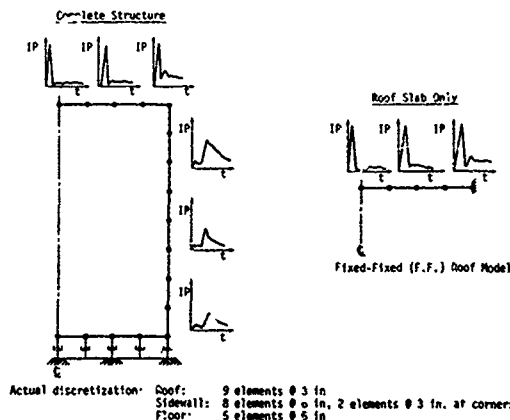 Complete Structure
IP IP IP
t t t
Roof Slab Only
IP IP IP IP
t t t t
IP
t
Fixed-Fixed (F.F.) Roof Model
IP
t
Actual discretization: Roof: 9 elements @ 3 in
Sidewall: 8 elements @ 6 in, 2 elements @ 3 in. at corners
Floor: 5 elements @ 5 in